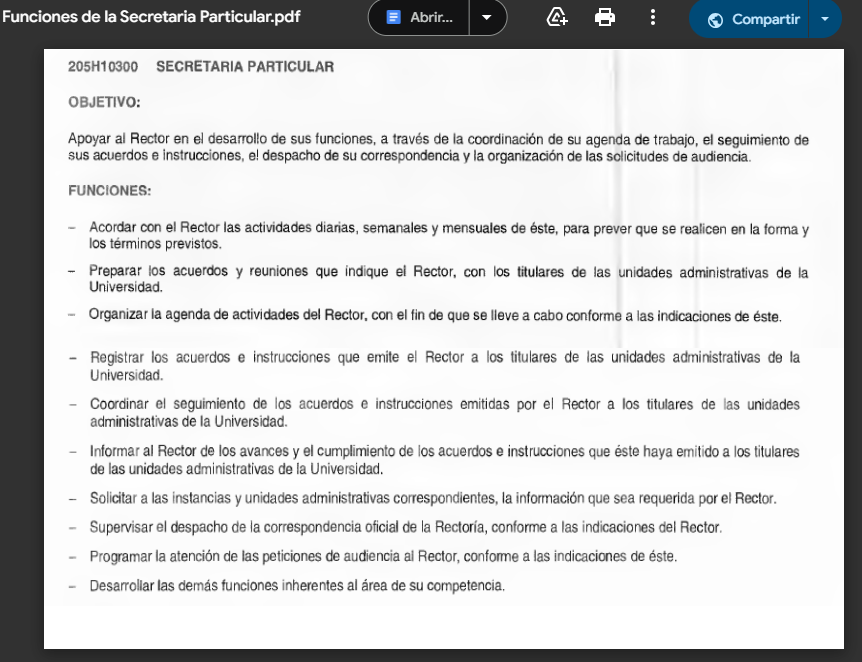 Funciones de la Secretaria Particular.pdf
Abrir...
Compartir
205H10300 SECRETARIA PARTICULAR
OBJETIVO:
Apoyar al Rector en el desarrollo de sus funciones, a través de la coordinación de su agenda de trabajo, el seguimiento de
sus acuerdos e instrucciones, el despacho de su correspondencia y la organización de las solicitudes de audiencia.
FUNCIONES:
– Acordar con el Rector las actividades diarias, semanales y mensuales de éste, para prever que se realicen en la forma y
los términos previstos.
– Preparar los acuerdos y reuniones que indique el Rector, con los titulares de las unidades administrativas de la
Universidad.
– Organizar la agenda de actividades del Rector, con el fin de que se lleve a cabo conforme a las indicaciones de éste.
– Registrar los acuerdos e instrucciones que emite el Rector a los titulares de las unidades administrativas de la
Universidad.
– Coordinar el seguimiento de los acuerdos e instrucciones emitidas por el Rector a los titulares de las unidades
administrativas de la Universidad.
– Informar al Rector de los avances y el cumplimiento de los acuerdos e instrucciones que éste haya emitido a los titulares
de las unidades administrativas de la Universidad.
– Solicitar a las instancias y unidades administrativas correspondientes, la información que sea requerida por el Rector.
– Supervisar el despacho de la correspondencia oficial de la Rectoría, conforme a las indicaciones del Rector.
– Programar la atención de las peticiones de audiencia al Rector, conforme a las indicaciones de éste.
– Desarrollar las demás funciones inherentes al área de su competencia.